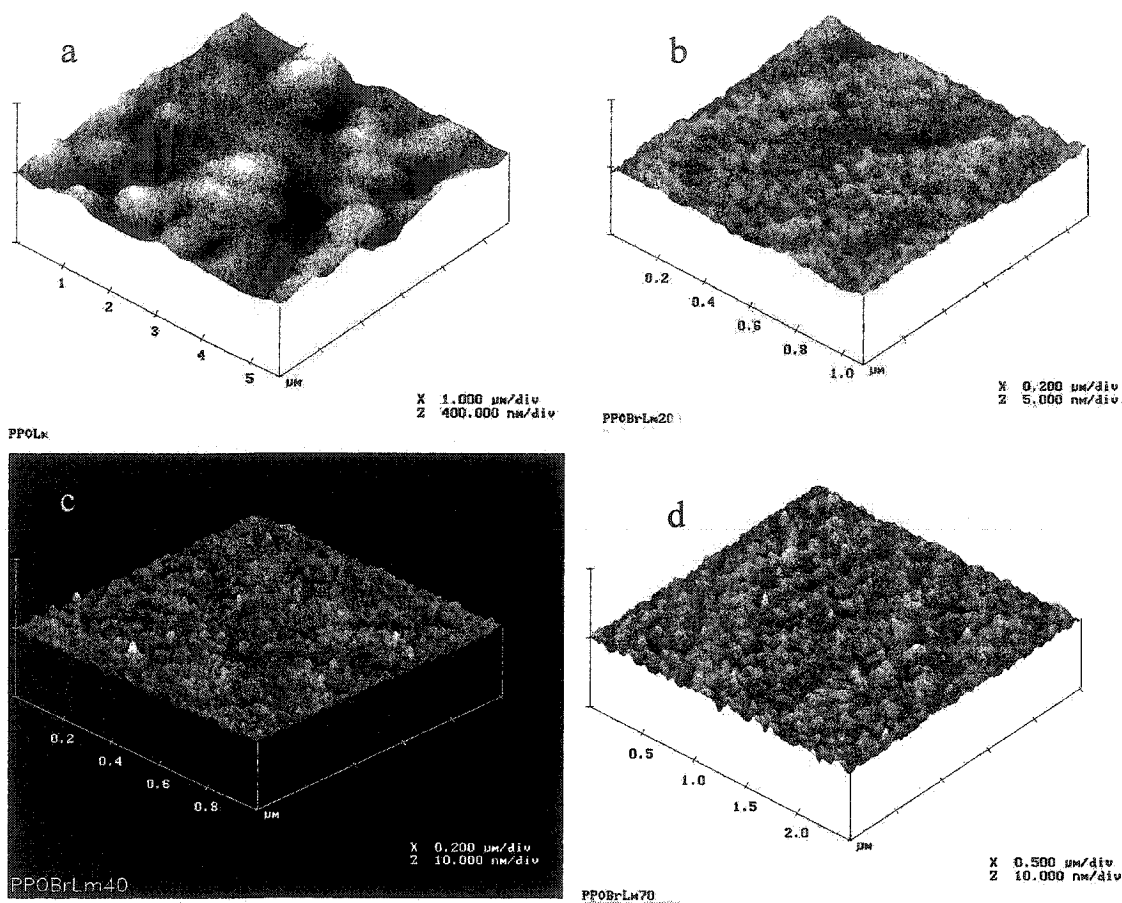 a
1
2
3
4
5
μm
X 1.000 μm/div
Z 400.000 nm/div
PPOLm
b
0.2
0.4
0.6
0.8
1.0
μm
X 0.200 μm/div
Z 5.000 nm/div
PPOBrLm20
c
0.2
0.4
0.6
0.8
μm
X 0.200 μm/div
Z 10.000 nm/div
PPOBrLm40
d
0.5
1.0
1.5
2.0
μm
X 0.500 μm/div
Z 10.000 nm/div
PPOBrLm70